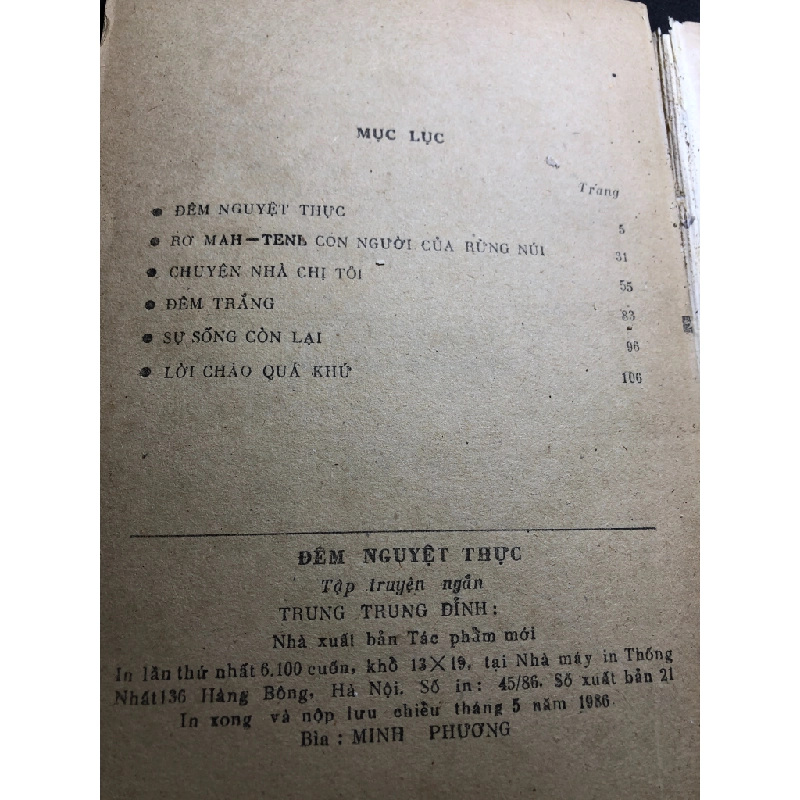 MỤC LỤC
Trang
● ĐÊM NGUYỆT THỰC 5
● RƠ MAH—TENL CON NGƯỜI CỦA RỪNG NÚI 31
● CHUYỆN NHÀ CHỊ TÔI 55
● ĐÊM TRẮNG 83
● SỰ SỐNG CÒN LẠI 96
● LỜI CHÀO QUÁ KHỨ 106
ĐÊM NGUYỆT THỰC
Tập truyện ngắn
TRUNG TRUNG ĐỈNH:
Nhà xuất bản Tác phẩm mới
In lần thứ nhất 6.100 cuốn, khổ 13×19, tại Nhà máy in Thống
Nhất 136 Hàng Bông, Hà Nội. Số in: 45/86. Số xuất bản 21
In xong và nộp lưu chiểu tháng 5 năm 1986.
Bìa : MINH PHƯƠNG